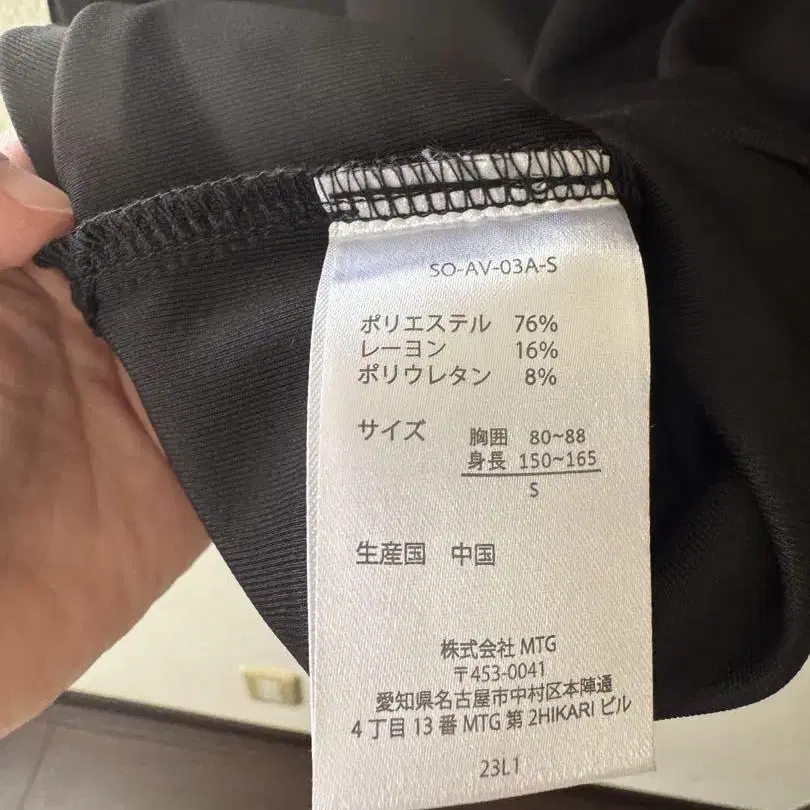 SO-AV-03A-S
ポリエステル 76%
レーヨン 16%
ポリウレタン 8%
サイズ 胸囲 80~88
身長 150~165
S
生産国 中国
株式会社 MTG
〒453-0041
愛知県名古屋市中村区本陣通
4丁目13番 MTG 第2HIKARIビル
23L1